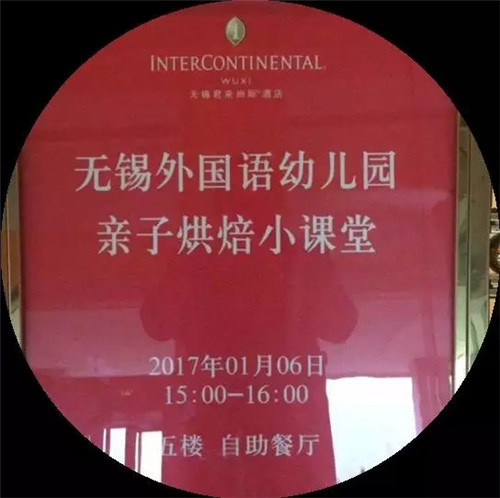 INTERCONTINENTAL
WUXI
无锡君来洲际酒店
无锡外国语幼儿园
亲子烘焙小课堂
2017年01月06日
15:00-16:00
五楼 自助餐厅